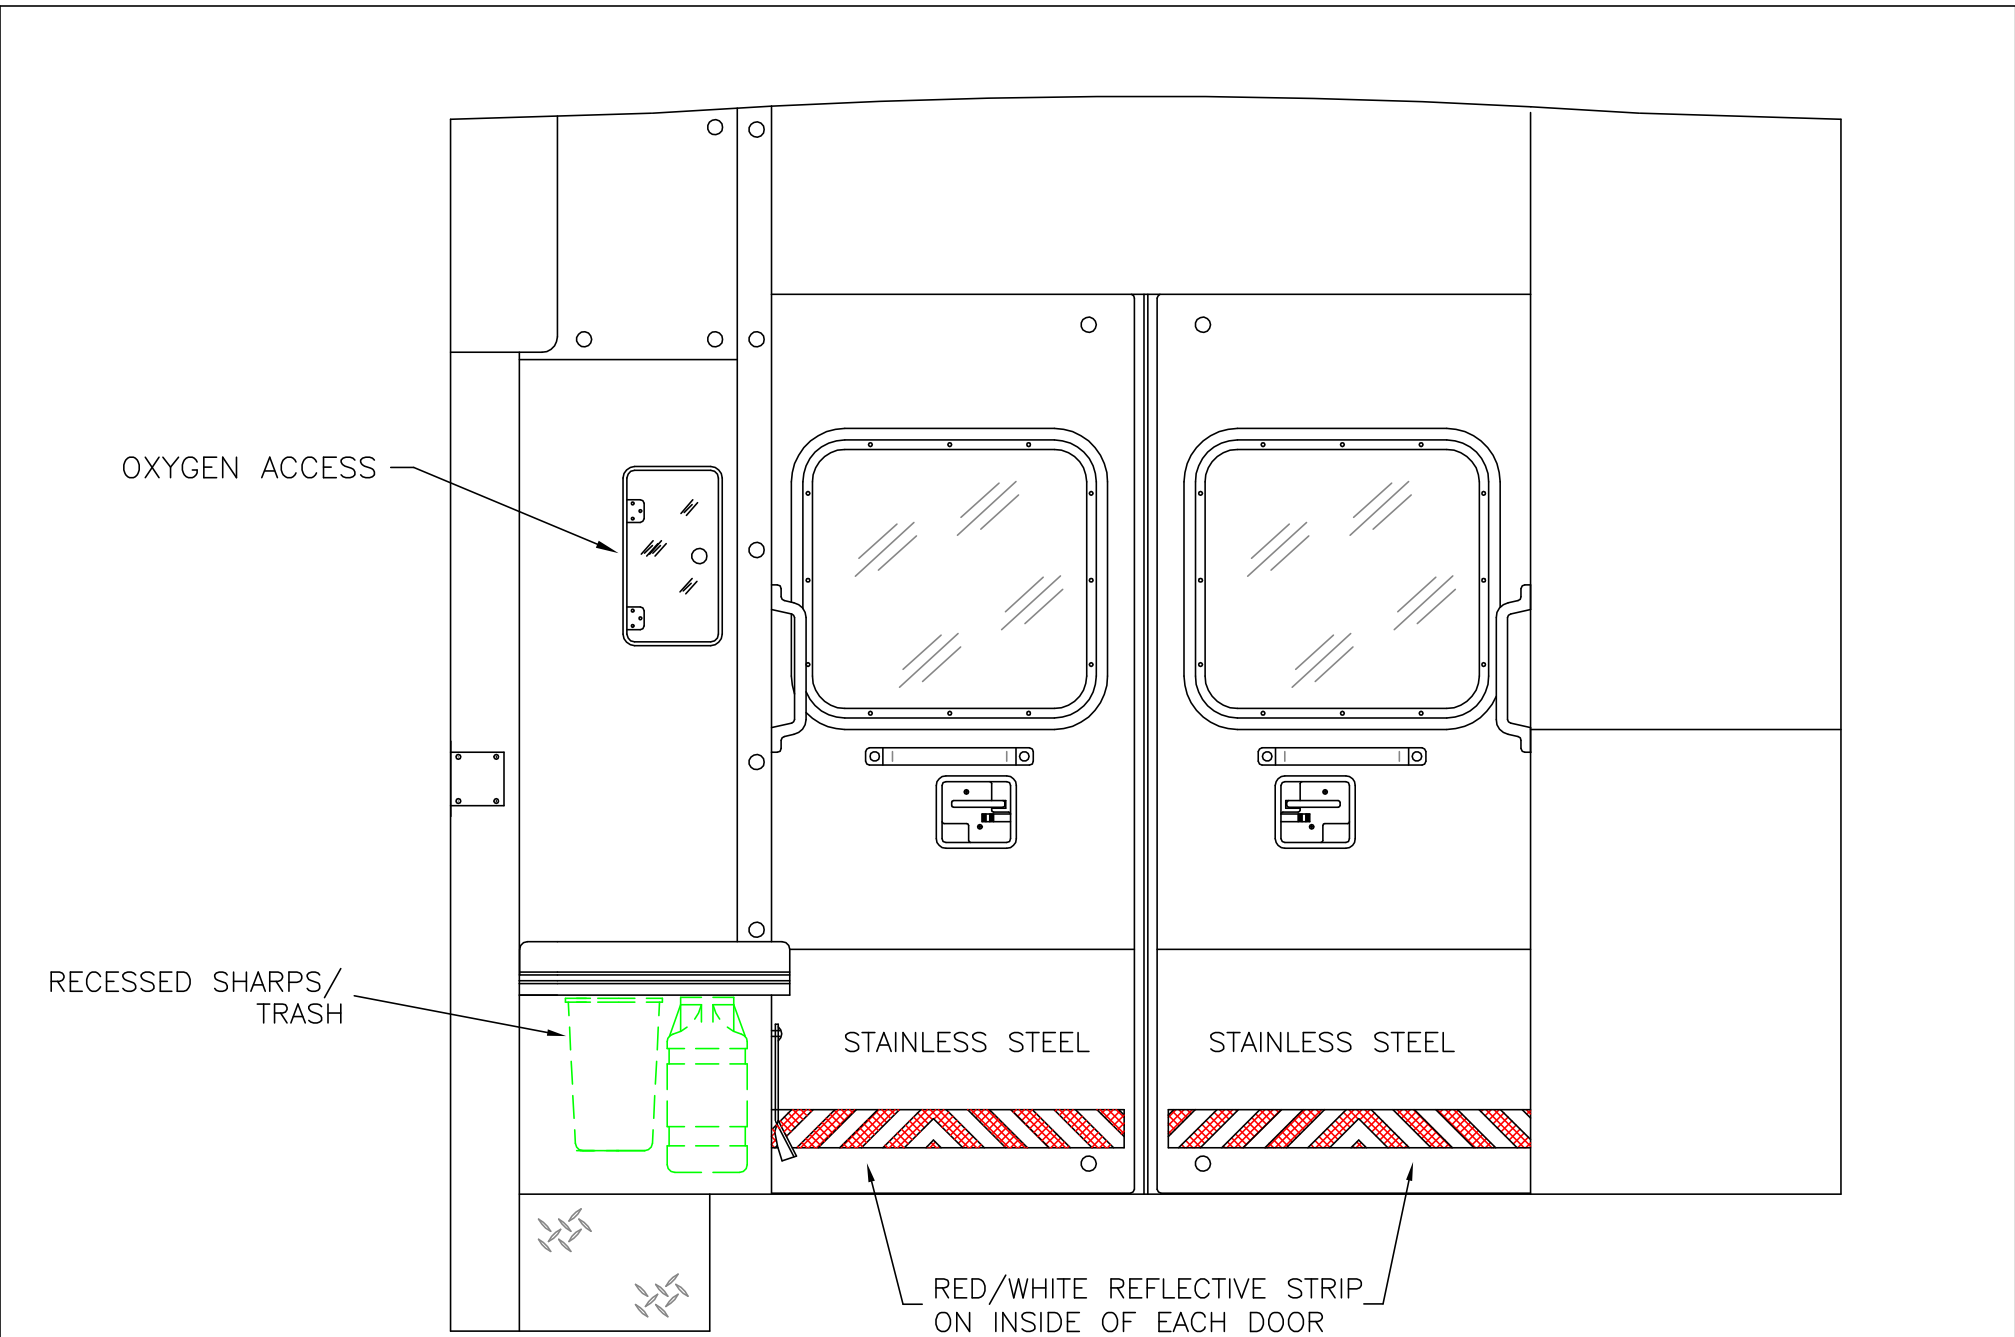 OXYGEN ACCESS
RECESSED SHARPS/
TRASH
STAINLESS STEEL
STAINLESS STEEL
RED/WHITE REFLECTIVE STRIP
ON INSIDE OF EACH DOOR